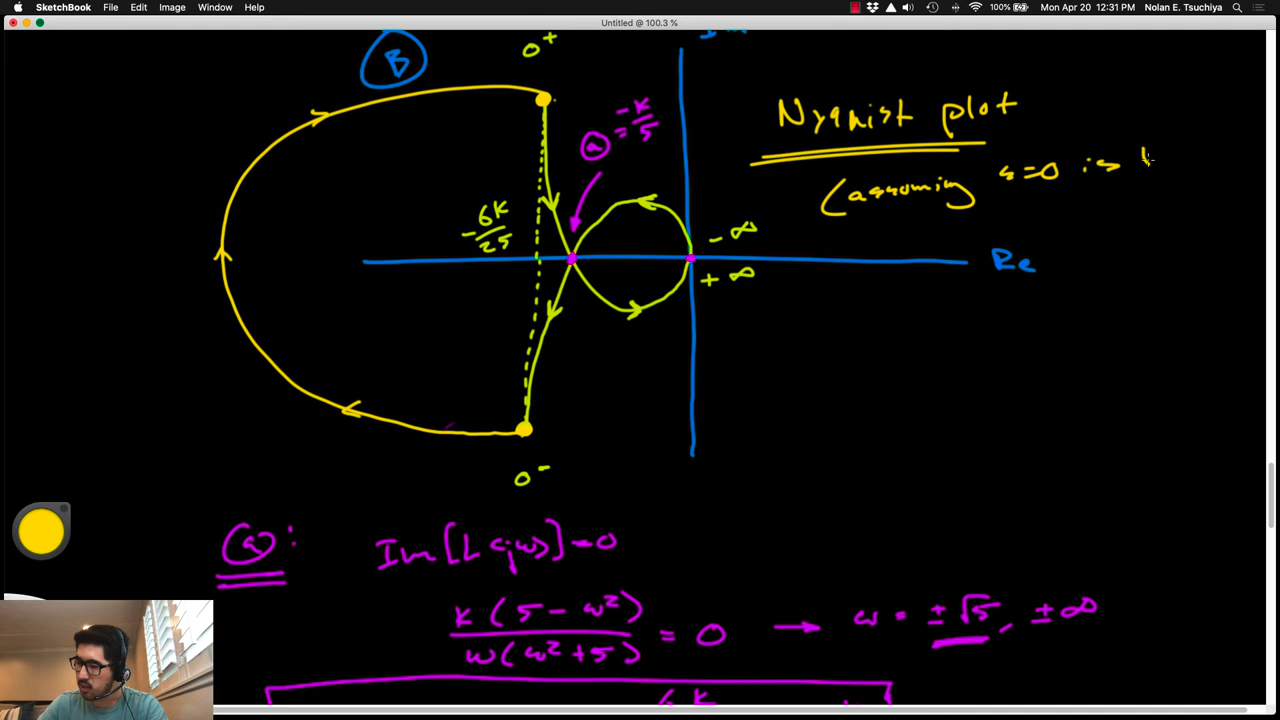 SketchBook File Edit Image Window Help 100% Mon Apr 20 12:31 PM Nolan E. Tsuchiya
Untitled @ 100.3 %
B
0+
Nyquist plot
(assuming s=0 is
a = -K/5
-6K/25
-∞
+∞
Re
0-
a: Im[L(jω)]=0
K(5-ω²)/ω(ω²+5) = 0 → ω = ±√5, ±∞
6K